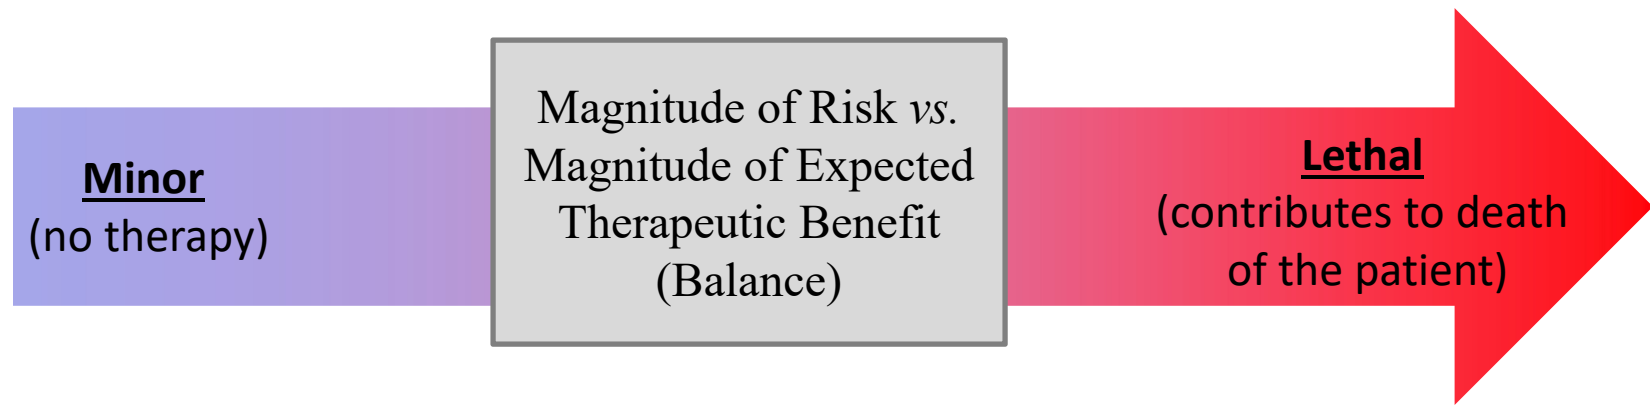 Minor
(no therapy)
Magnitude of Risk vs.
Magnitude of Expected
Therapeutic Benefit
(Balance)
Lethal
(contributes to death
of the patient)